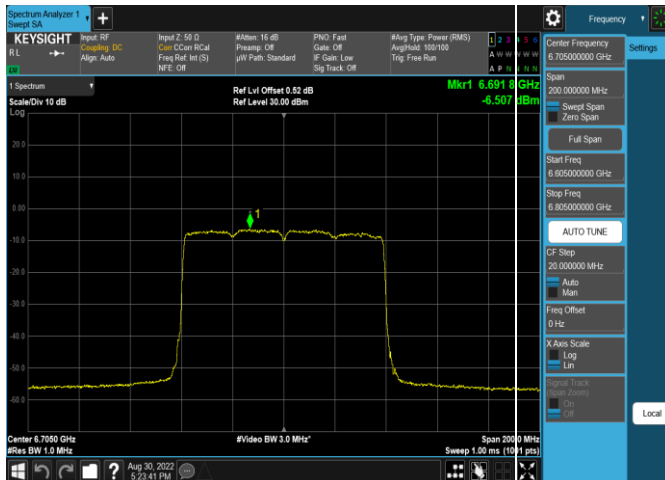 Spectrum Analyzer 1
Swept SA
KEYSIGHT
RL
Input: RF
Coupling: DC
Align: Auto
Input Z: 50 Ω
Corr CCorr RCal
Freq Ref: Int (S)
NFE: Off
#Atten: 16 dB
Preamp: Off
µW Path: Standard
PNO: Fast
Gate: Off
IF Gain: Low
Sig Track: Off
#Avg Type: Power (RMS)
Avg|Hold: 100/100
Trig: Free Run
1 2 3 4 5 6
A W W W W W
A P N N N N
1 Spectrum
Scale/Div 10 dB
Log
Ref Lvl Offset 0.52 dB
Ref Level 30.00 dBm
Mkr1 6.691 8 GHz
-6.507 dBm
20.0
10.0
0.00
-10.0
-20.0
-30.0
-40.0
-50.0
-60.0
1
Center 6.7050 GHz
#Res BW 1.0 MHz
#Video BW 3.0 MHz*
Span 200.0 MHz
Sweep 1.00 ms (1001 pts)
Aug 30, 2022
5:23:41 PM
?
Frequency
Settings
Center Frequency
6.705000000 GHz
Span
200.000000 MHz
Swept Span
Zero Span
Full Span
Start Freq
6.605000000 GHz
Stop Freq
6.805000000 GHz
AUTO TUNE
CF Step
20.000000 MHz
Auto
Man
Freq Offset
0 Hz
X Axis Scale
Log
Lin
Signal Track
(Span Zoom)
On
Off
Local